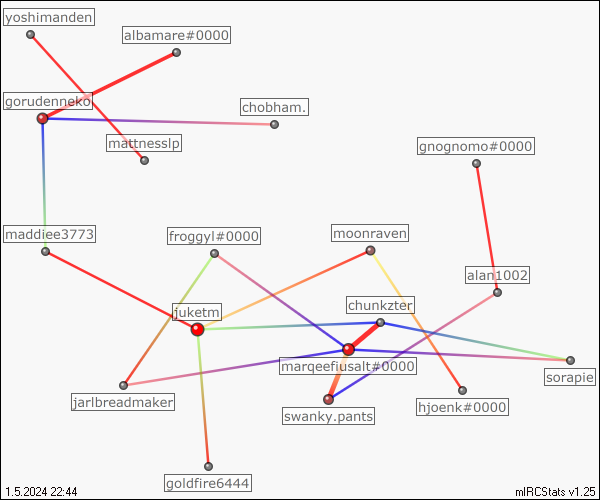 yoshimanden
albamare#0000
gorudenneko
chobham.
mattnesslp
gnognomo#0000
maddiee3773
froggyl#0000
moonraven
alan1002
juketm
chunkzter
marqeefiusalt#0000
sorapie
jarlbreadmaker
swanky.pants
hjoenk#0000
goldfire6444
1.5.2024 22:44
mIRCStats v1.25